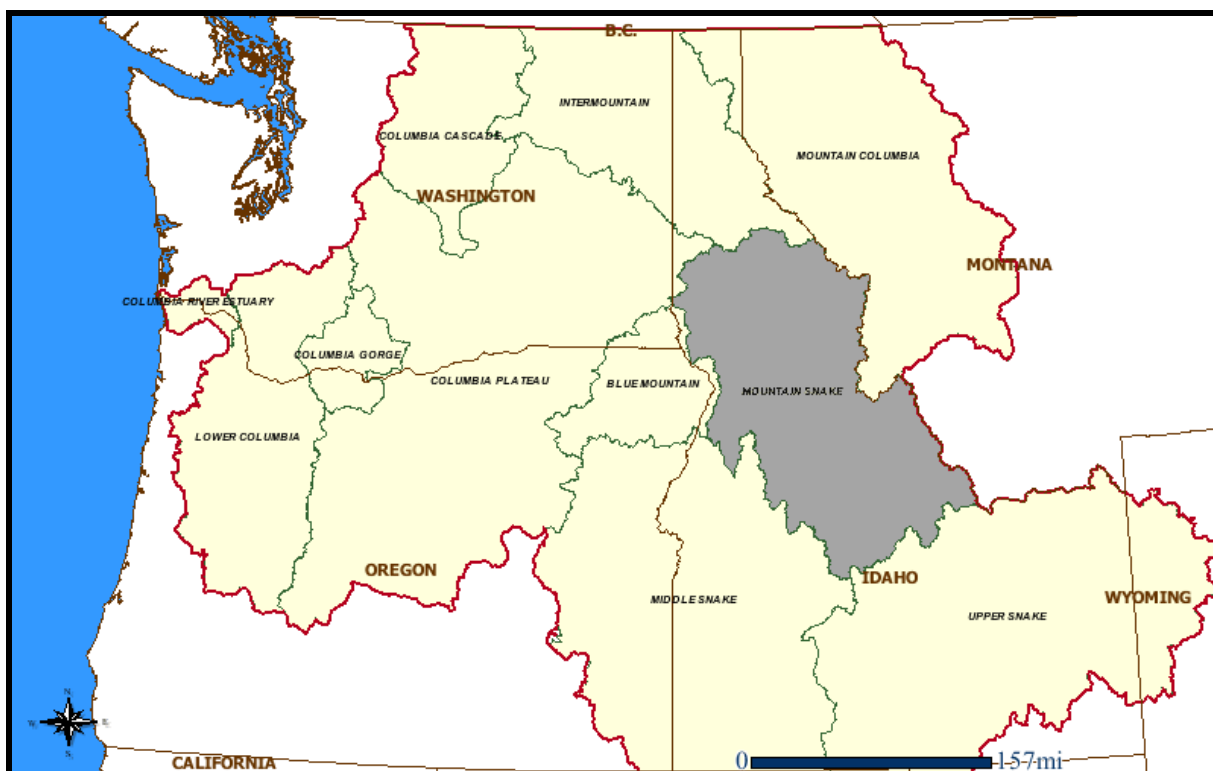 B.C.
INTERMOUNTAIN
COLUMBIA CASCADE
MOUNTAIN COLUMBIA
WASHINGTON
MONTANA
COLUMBIA RIVER ESTUARY
COLUMBIA GORGE
COLUMBIA PLATEAU
BLUE MOUNTAIN
MOUNTAIN SNAKE
LOWER COLUMBIA
OREGON
IDAHO
MIDDLE SNAKE
WYOMING
UPPER SNAKE
N
W
E
S
CALIFORNIA
0 157mi